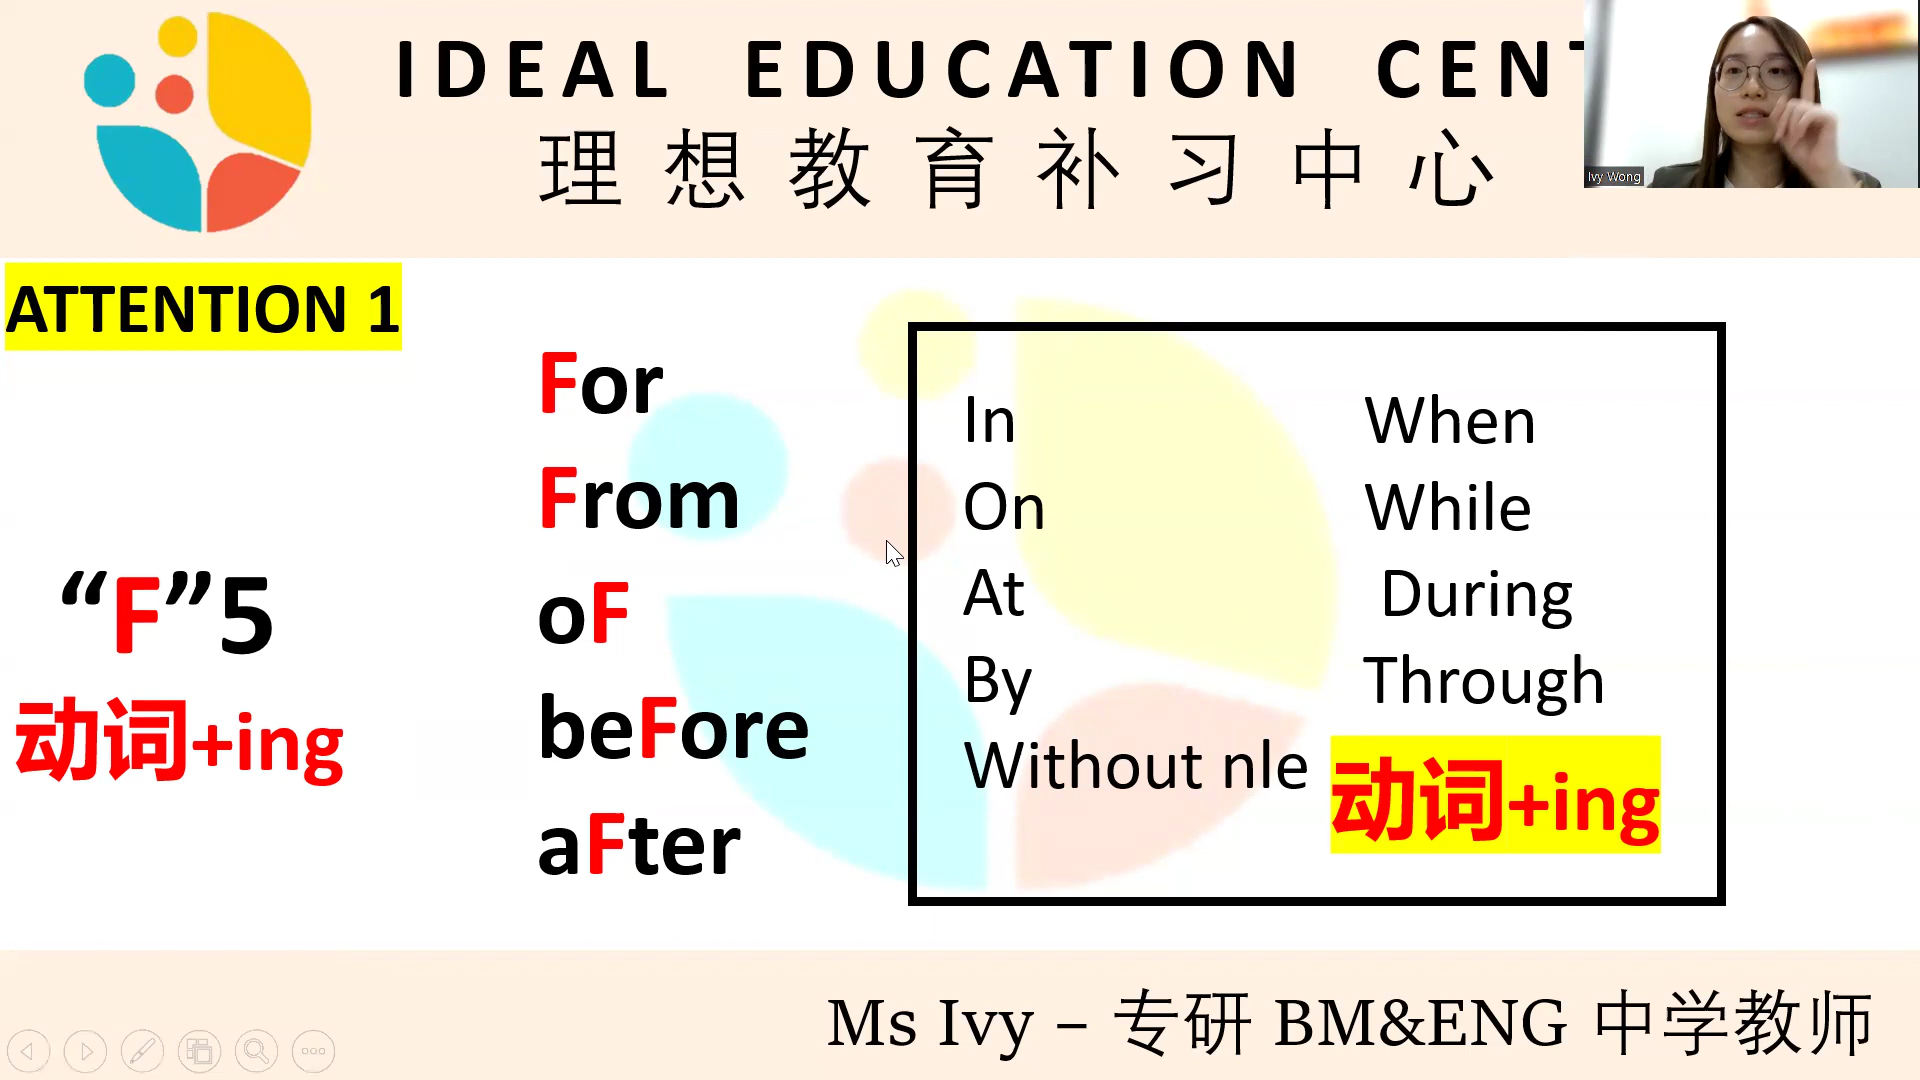 IDEAL EDUCATION CENT
理想教育补习中心
Ivy Wong
ATTENTION 1
“F”5
动词+ing
For
From
oF
beFore
aFter
In
On
At
By
Without nle
When
While
During
Through
动词+ing
Ms Ivy – 专研 BM&ENG 中学教师